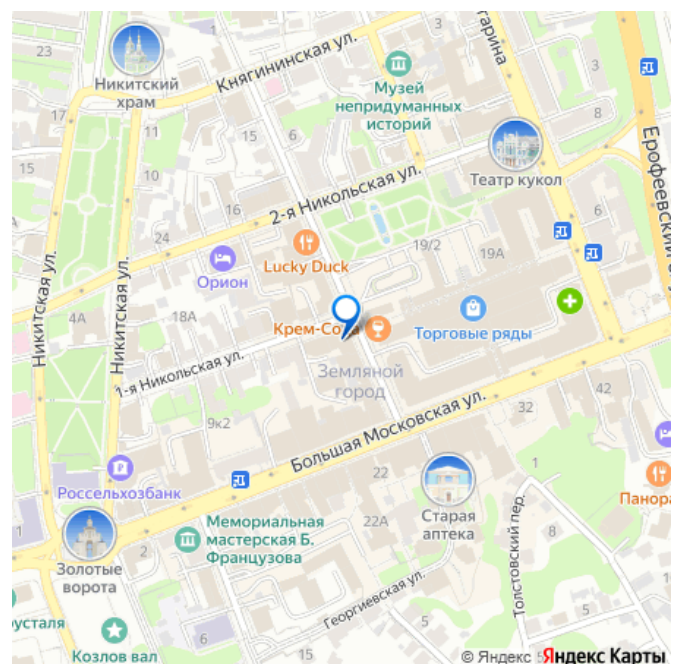 23
Никитский
храм
Княгининская ул.
Гагарина
3
Музей
непридуманных
историй
8
17
11
15
6
15
10
Театр кукол
Ерофеевский
2-я Никольская ул.
16
6
24
Lucky Duck
19/2
19А
Орион
Никитская ул.
Никитская ул.
4А
18А
Крем-Со
Торговые ряды
1-я Никольская ул.
Земляной
город
9к2
Большая Московская ул.
32
42
Россельхозбанк
22
1
1
Панора
22А
Старая
аптека
Мемориальная
мастерская Б.
Французова
2
8
Толстовский пер.
Золотые
ворота
Георгиевская ул.
русталя
6
Козлов вал
15
5
5
© Яндекс Яндекс Карты